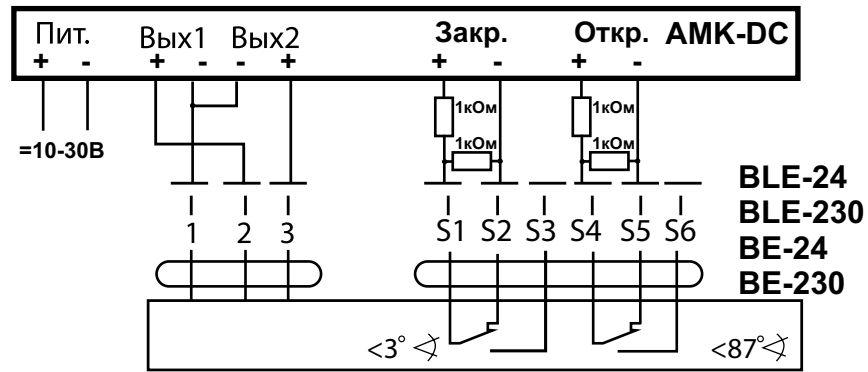 Пит. Вых1 Вых2 Закр. Откр. AMK-DC
+ - + - - + + - + -
1кОм 1кОм
1кОм 1кОм
=10-30В
BLE-24
BLE-230
BE-24
BE-230
1 2 3 S1 S2 S3 S4 S5 S6
<3° <87°